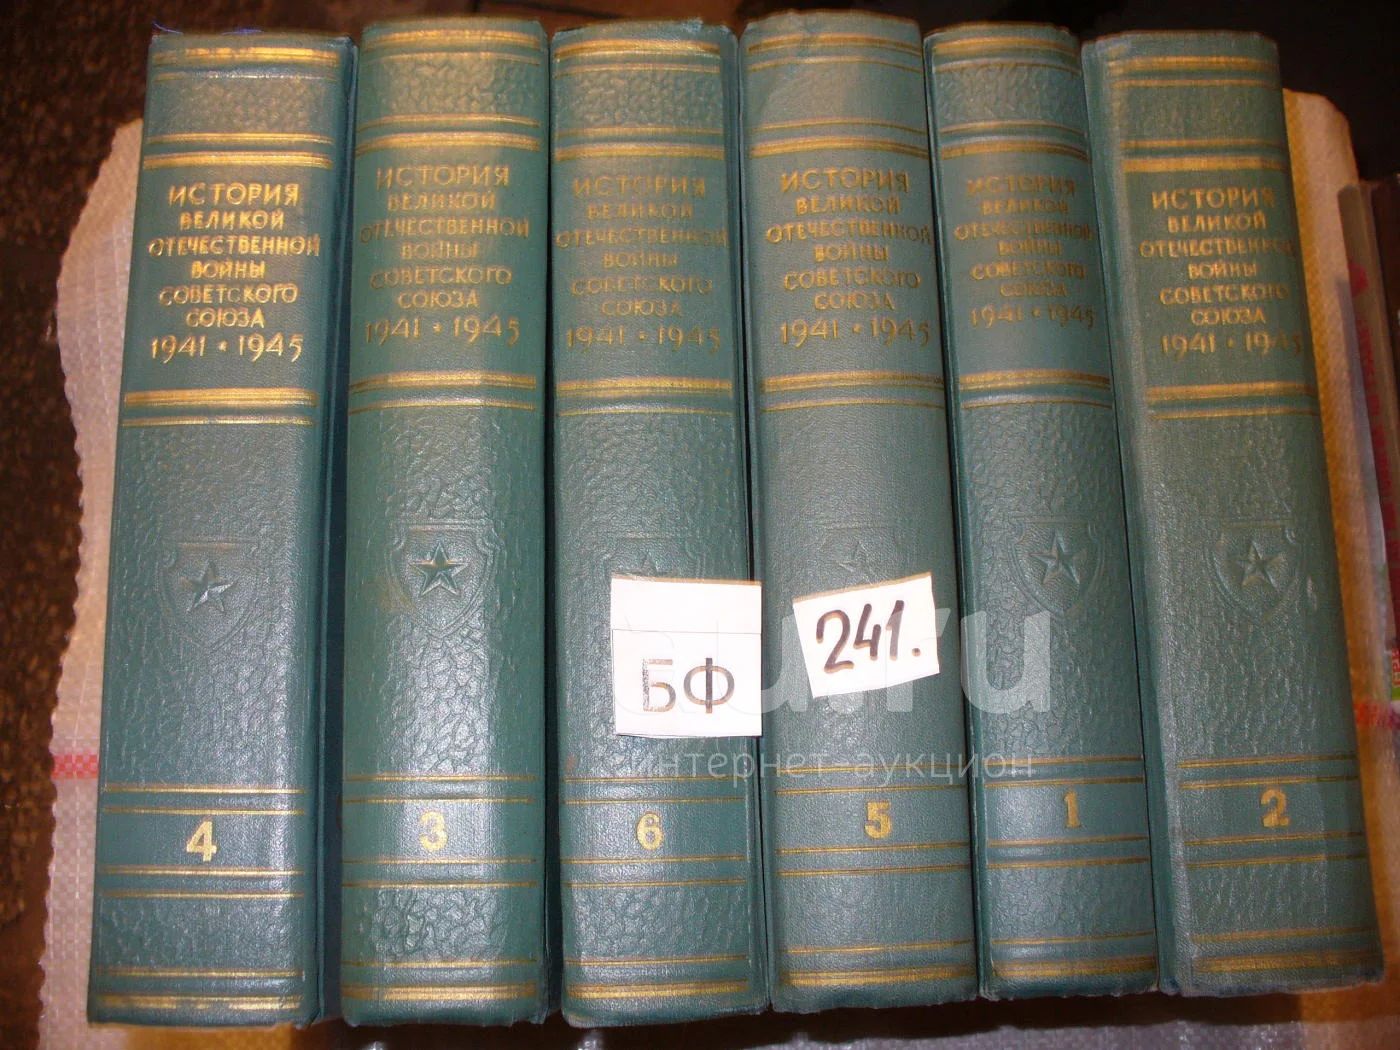 ИСТОРИЯ
ВЕЛИКОЙ
ОТЕЧЕСТВЕННОЙ
ВОЙНЫ
СОВЕТСКОГО
СОЮЗА
1941 • 1945
4
ИСТОРИЯ
ВЕЛИКОЙ
ОТЕЧЕСТВЕННОЙ
ВОЙНЫ
СОВЕТСКОГО
СОЮЗА
1941 • 1945
3
ИСТОРИЯ
ВЕЛИКОЙ
ОТЕЧЕСТВЕННОЙ
ВОЙНЫ
СОВЕТСКОГО
СОЮЗА
1941 • 1945
6
ИСТОРИЯ
ВЕЛИКОЙ
ОТЕЧЕСТВЕННОЙ
ВОЙНЫ
СОВЕТСКОГО
СОЮЗА
1941 • 1945
5
ИСТОРИЯ
ВЕЛИКОЙ
ОТЕЧЕСТВЕННОЙ
ВОЙНЫ
СОВЕТСКОГО
СОЮЗА
1941 • 1945
1
ИСТОРИЯ
ВЕЛИКОЙ
ОТЕЧЕСТВЕННОЙ
ВОЙНЫ
СОВЕТСКОГО
СОЮЗА
1941 • 1945
2
БФ
241.
au.ru
интернет-аукцион